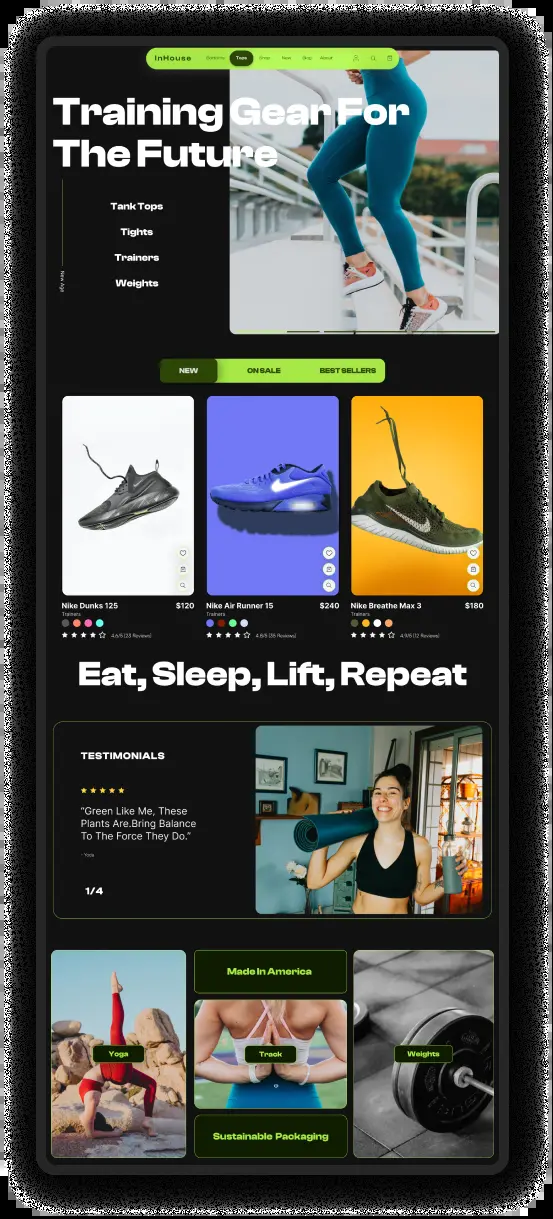 InHouse
Tops
Shop
New
Blog
About
Training Gear For
The Future
Tank Tops
Tights
Trainers
Weights
New Age
NEW
ON SALE
BEST SELLERS
Nike Dunks 125
$120
Trainers
4.6/5 (23 Reviews)
Nike Air Runner 15
$240
Trainers
4.8/5 (35 Reviews)
Nike Breathe Max 3
$180
Trainers
4.9/5 (12 Reviews)
Eat, Sleep, Lift, Repeat
TESTIMONIALS
“Green Like Me, These
Plants Are.Bring Balance
To The Force They Do.”
- Yoda
1/4
Made In America
Yoga
Track
Weights
Sustainable Packaging